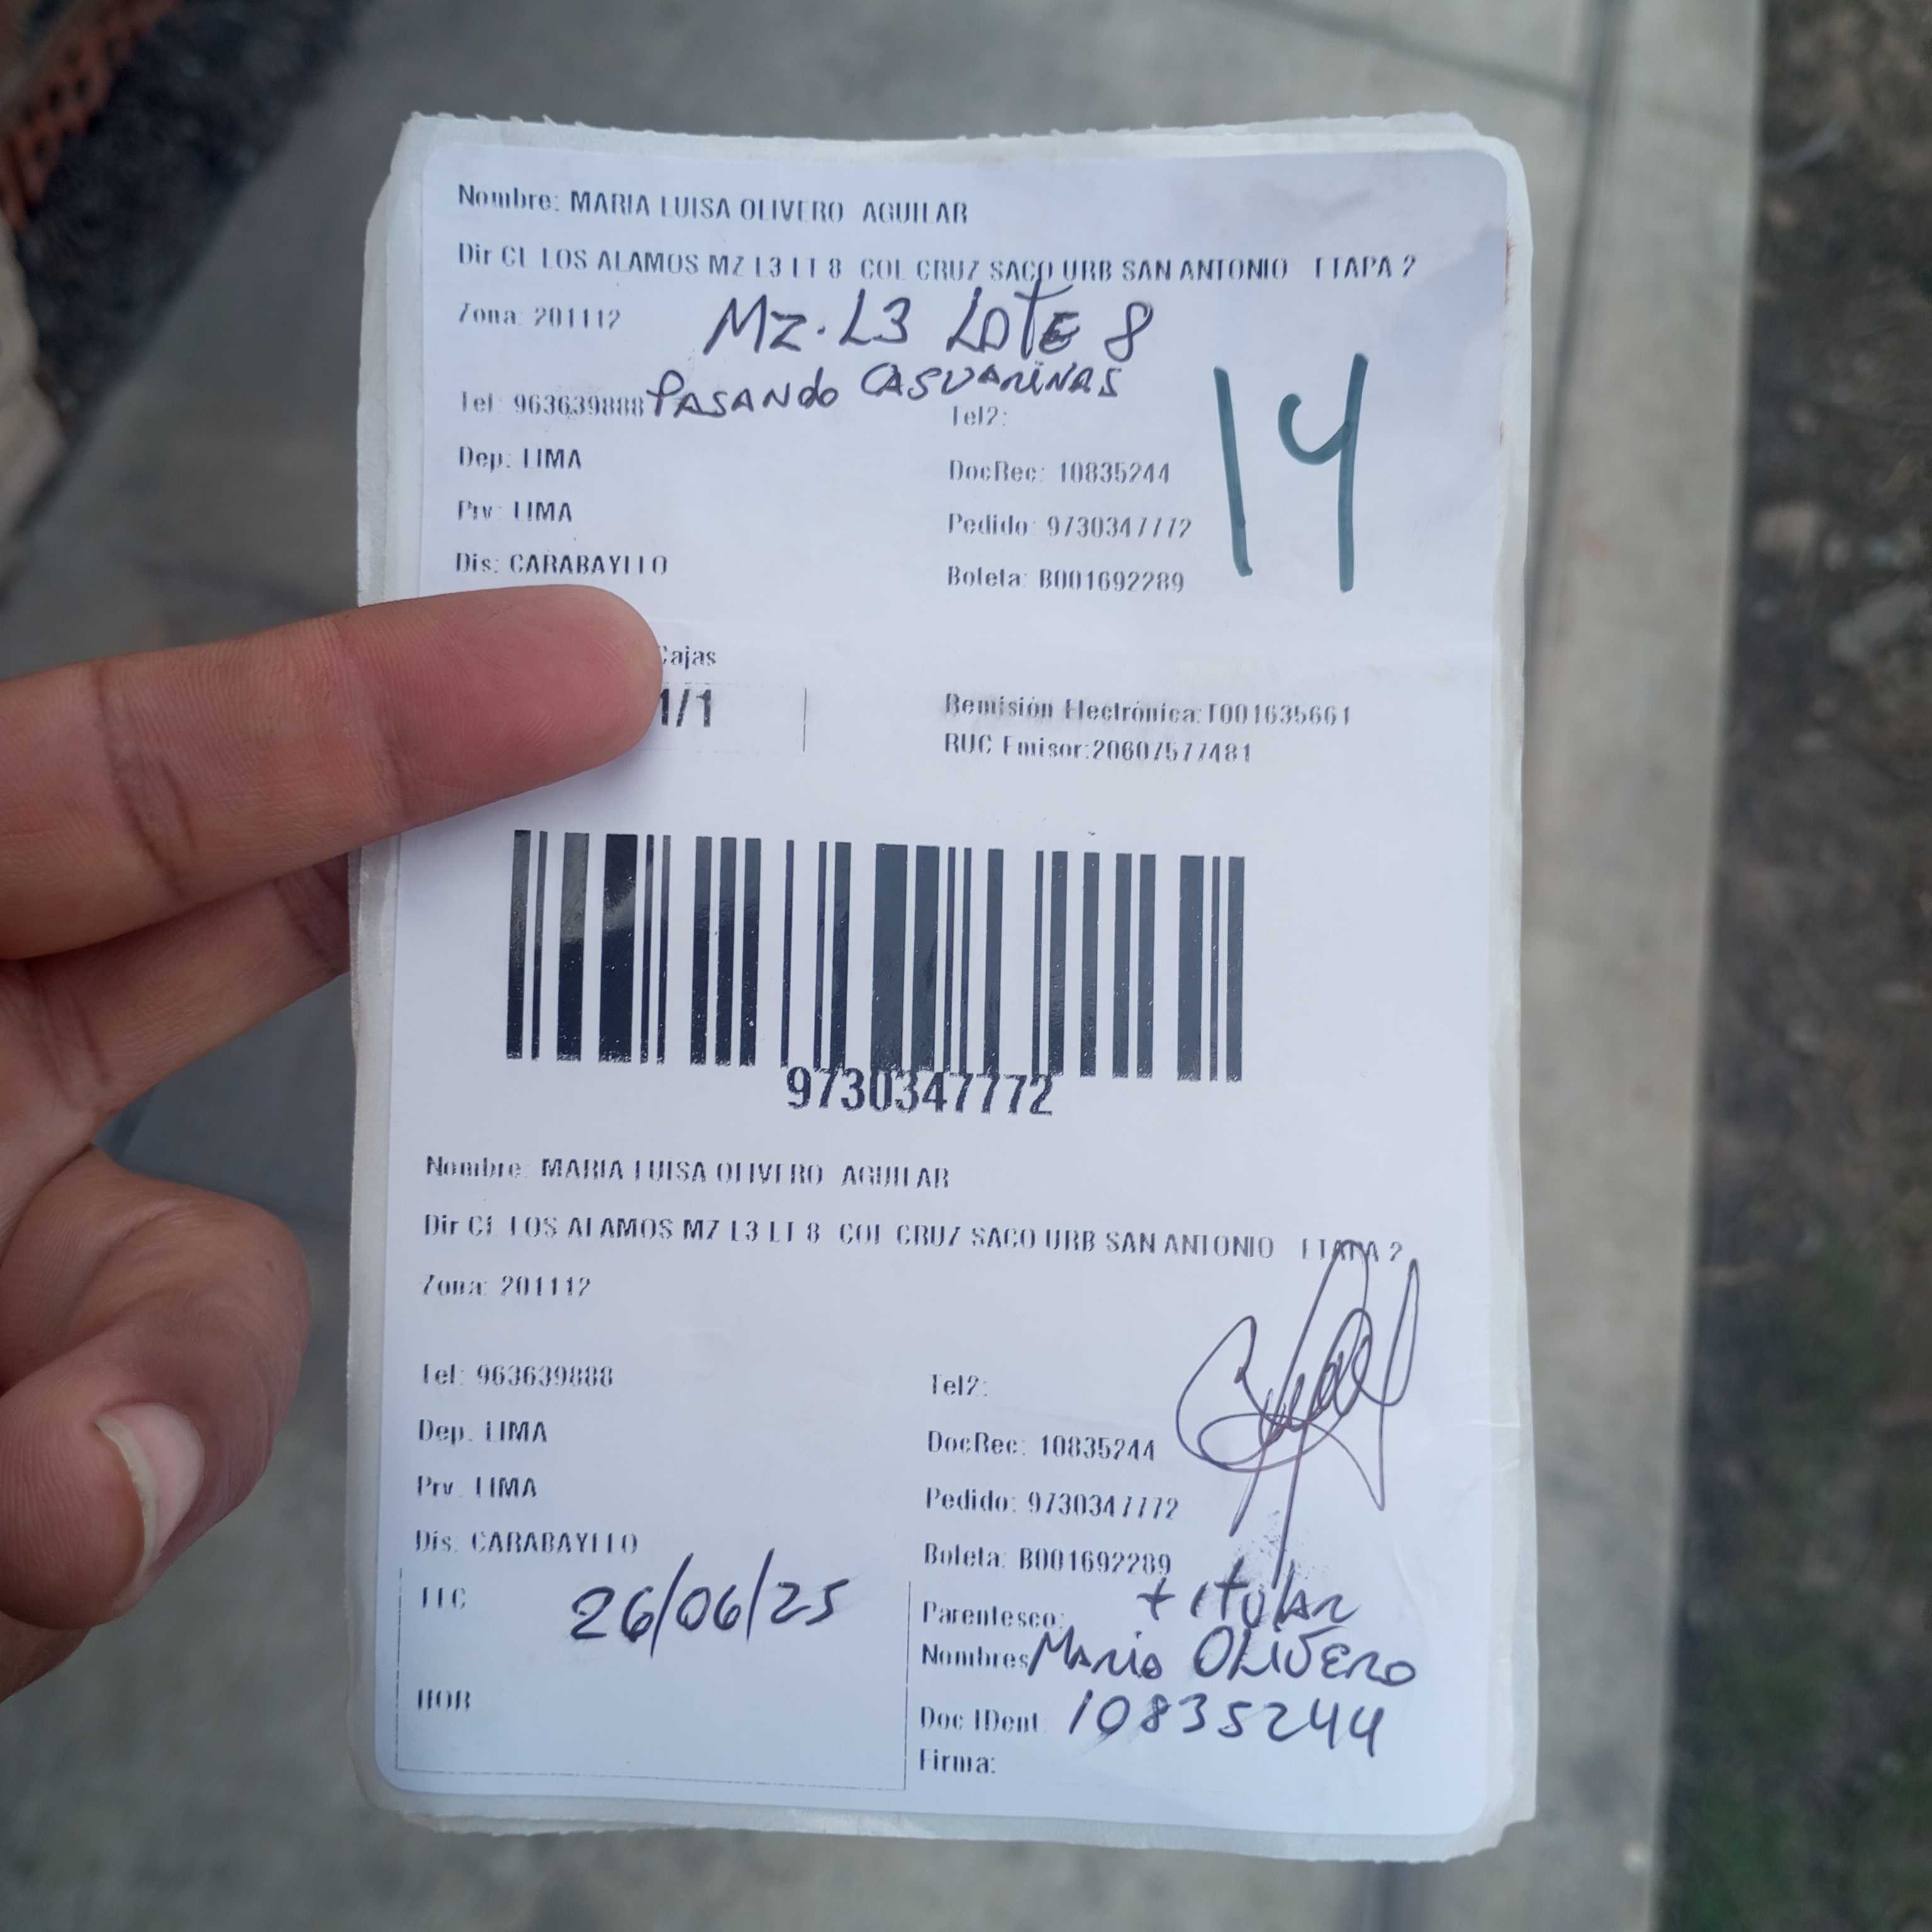 Nombre: MARIA LUISA OLIVERO AGUILAR
Dir CL LOS ALAMOS MZ L3 LT 8 COL CRUZ SACO URB SAN ANTONIO ETAPA 2
Zona: 201112
MZ. L3 LOTE 8
PASANdo CASUARINAS
Tel: 963639888
Tel2:
14
Dep: LIMA
DocRec: 10835244
Prv: LIMA
Pedido: 9730347772
Dis: CARABAYLLO
Boleta: B001692289
Cajas
1/1
Remisión Electrónica:T001635661
RUC Emisor:20607577481
9730347772
Nombre: MARIA LUISA OLIVERO AGUILAR
Dir CL LOS ALAMOS MZ L3 LT 8 COL CRUZ SACO URB SAN ANTONIO ETAPA 2
Zona: 201112
Tel: 963639888
Tel2:
Dep. LIMA
DocRec: 10835244
Prv. LIMA
Pedido: 9730347772
Dis. CARABAYLLO
Boleta: B001692289
26/06/25
Parentesco: titular
Nombres Maria OLIVERO
HOR
Doc IDent 10835244
Firma: